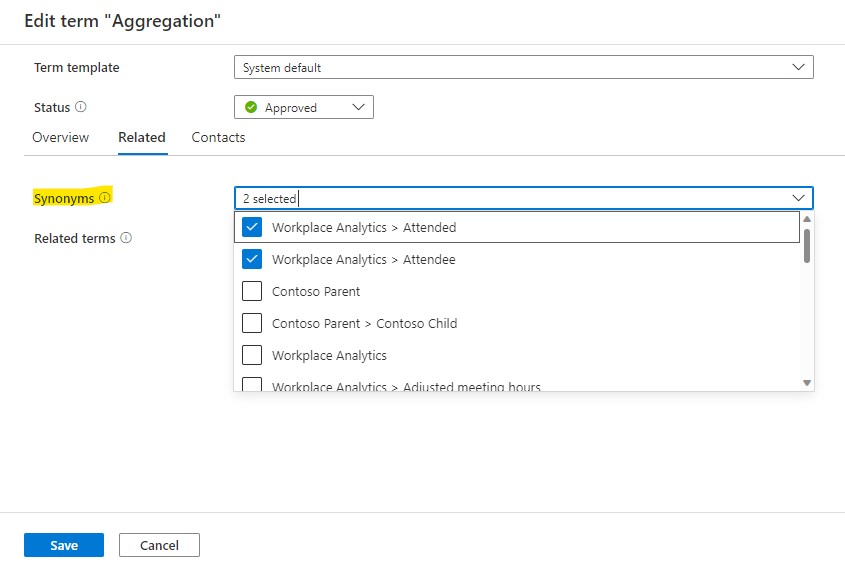 Edit term "Aggregation"
Term template
System default
Status
Approved
Overview Related Contacts
Synonyms
2 selected
Workplace Analytics > Attended
Related terms
Workplace Analytics > Attendee
Contoso Parent
Contoso Parent > Contoso Child
Workplace Analytics
Workplace Analytics > Adjusted meeting hours
Save Cancel